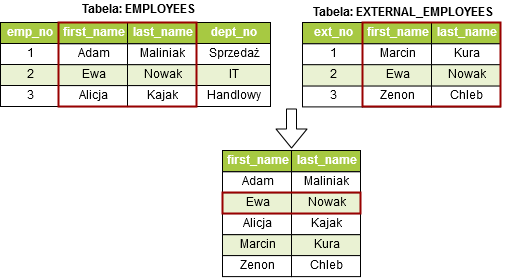 Tabela: EMPLOYEES
emp_no first_name last_name dept_no
1 Adam Maliniak Sprzedaż
2 Ewa Nowak IT
3 Alicja Kajak Handlowy
Tabela: EXTERNAL_EMPLOYEES
ext_no first_name last_name
1 Marcin Kura
2 Ewa Nowak
3 Zenon Chleb
first_name last_name
Adam Maliniak
Ewa Nowak
Alicja Kajak
Marcin Kura
Zenon Chleb